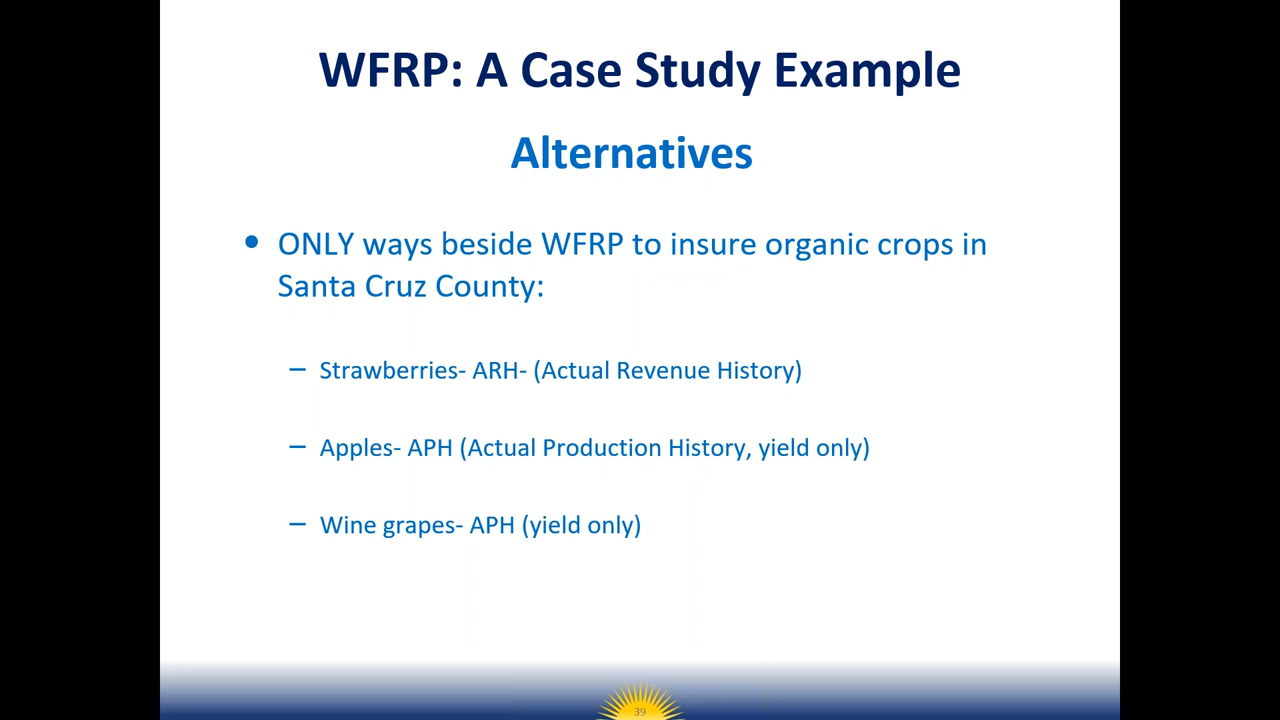 WFRP: A Case Study Example
Alternatives
• ONLY ways beside WFRP to insure organic crops in
Santa Cruz County:
– Strawberries- ARH- (Actual Revenue History)
– Apples- APH (Actual Production History, yield only)
– Wine grapes- APH (yield only)
39